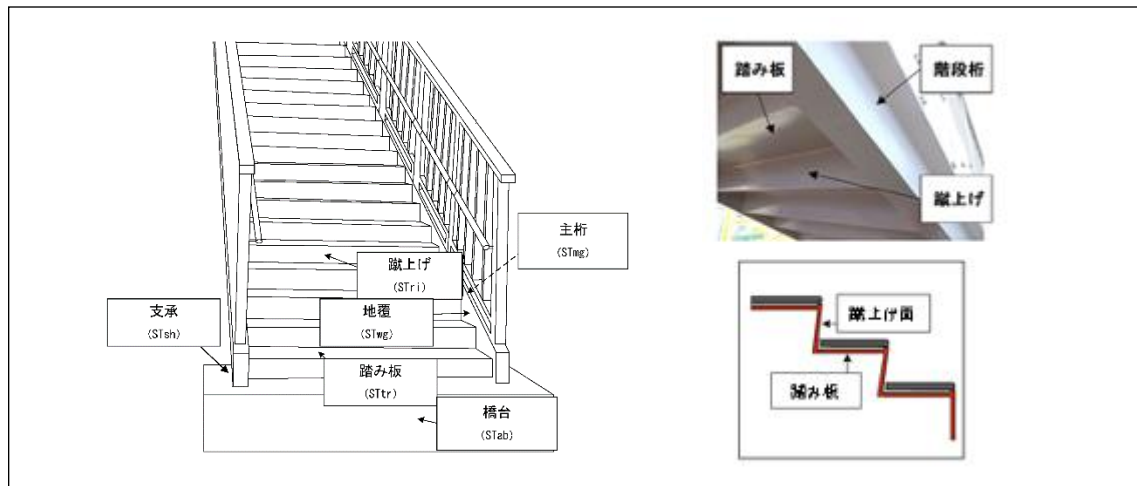 主桁
(STmg)
蹴上げ
(STri)
支承
(STsh)
地覆
(STwg)
踏み板
(STtr)
橋台
(STab)
踏み板
階段桁
蹴上げ
蹴上げ面
踏み板